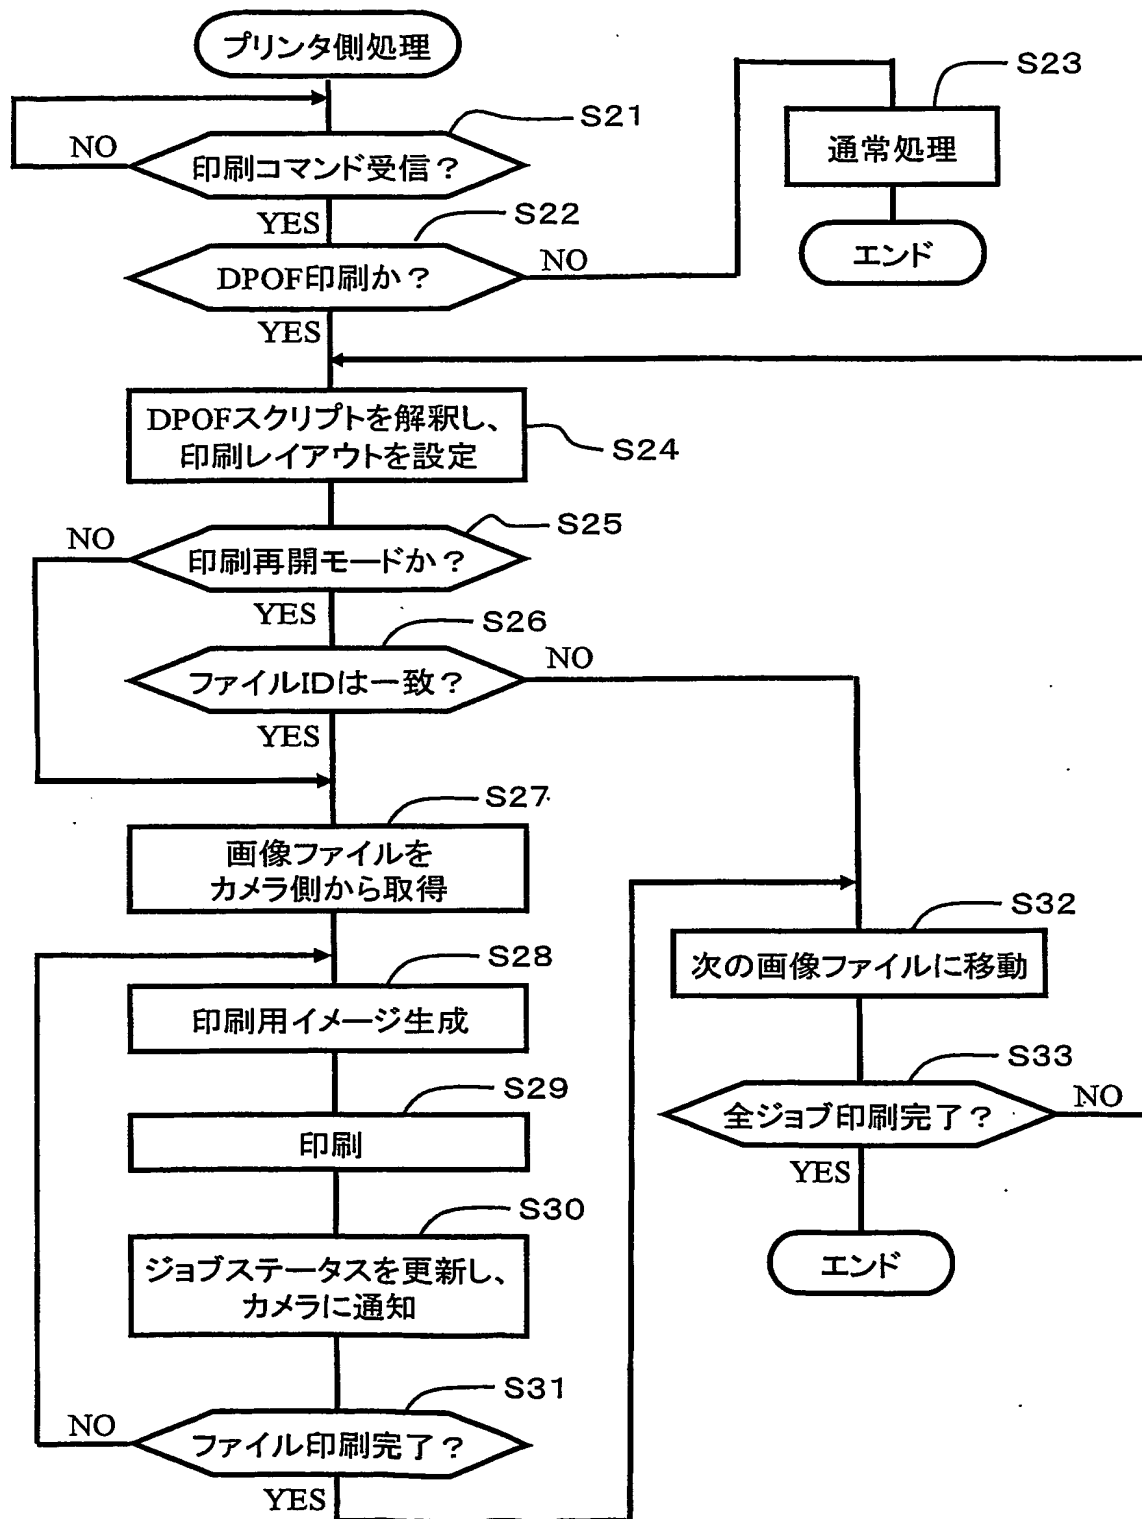 プリンタ側処理
S21
NO
印刷コマンド受信？
YES
S22
DPOF印刷か？
NO
YES
S23
通常処理
エンド
DPOFスクリプトを解釈し、
印刷レイアウトを設定
S24
S25
NO
印刷再開モードか？
YES
S26
ファイルIDは一致？
NO
YES
S27
画像ファイルを
カメラ側から取得
S28
印刷用イメージ生成
S29
印刷
S30
ジョブステータスを更新し、
カメラに通知
S31
NO
ファイル印刷完了？
YES
S32
次の画像ファイルに移動
S33
全ジョブ印刷完了？
NO
YES
エンド